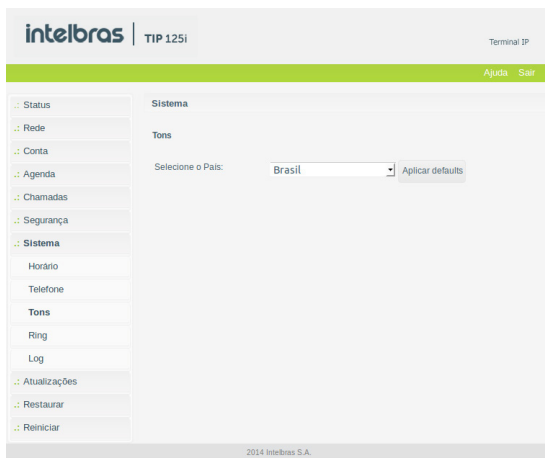 intelbras TIP 125i
Terminal IP
Ajuda Sair
.: Status
.: Rede
.: Conta
.: Agenda
.: Chamadas
.: Segurança
.: Sistema
Horário
Telefone
Tons
Ring
Log
.: Atualizações
.: Restaurar
.: Reiniciar
Sistema
Tons
Selecione o País: Brasil Aplicar defaults
2014 Intelbras S.A.